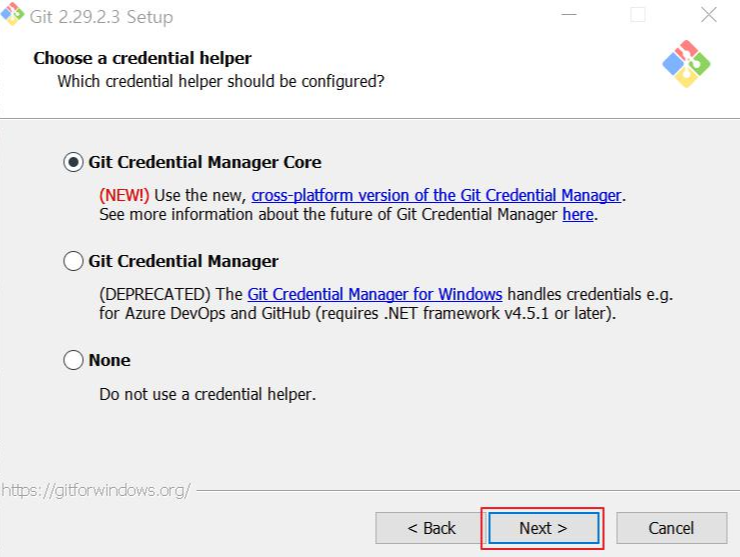 Git 2.29.2.3 Setup
Choose a credential helper
Which credential helper should be configured?
Git Credential Manager Core
(NEW!) Use the new, cross-platform version of the Git Credential Manager.
See more information about the future of Git Credential Manager here.
Git Credential Manager
(DEPRECATED) The Git Credential Manager for Windows handles credentials e.g.
for Azure DevOps and GitHub (requires .NET framework v4.5.1 or later).
None
Do not use a credential helper.
https://gitforwindows.org/
< Back Next > Cancel